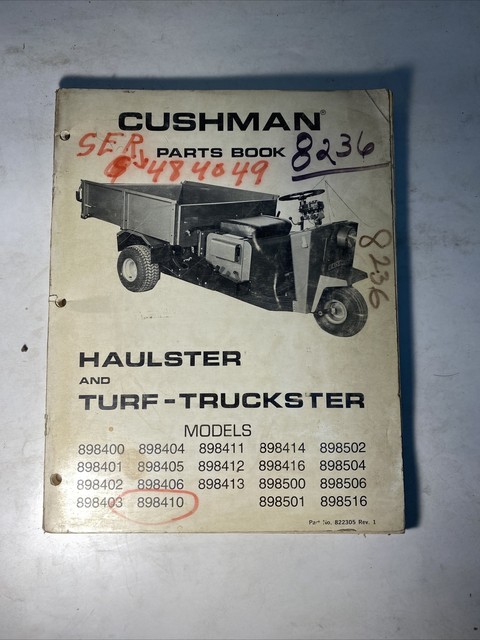 CUSHMAN®
SER
PARTS BOOK
8236
484049
8236
HAULSTER
AND
TURF-TRUCKSTER
MODELS
898400 898404 898411 898414 898502
898401 898405 898412 898416 898504
898402 898406 898413 898500 898506
898403 898410 898501 898516
Part No. 822305 Rev. 1